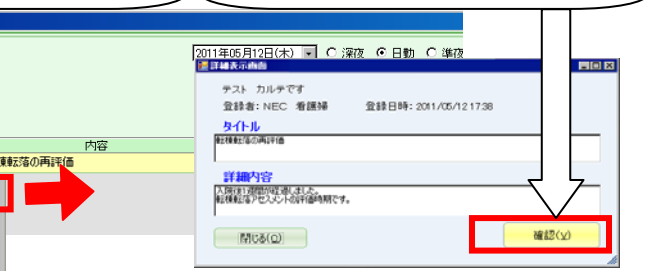 2011年05月12日(木) 深夜 日勤 準夜
詳細表示画面
テスト カルテです
登録者:NEC 看護婦 登録日時:2011/05/12 17:38
タイトル
内容
転棟転落の再評価
棟転落の再評価
詳細内容
入院後1週間が経過しました。
転棟転落アセスメントの評価時期です。
閉じる(C)
確認(Y)